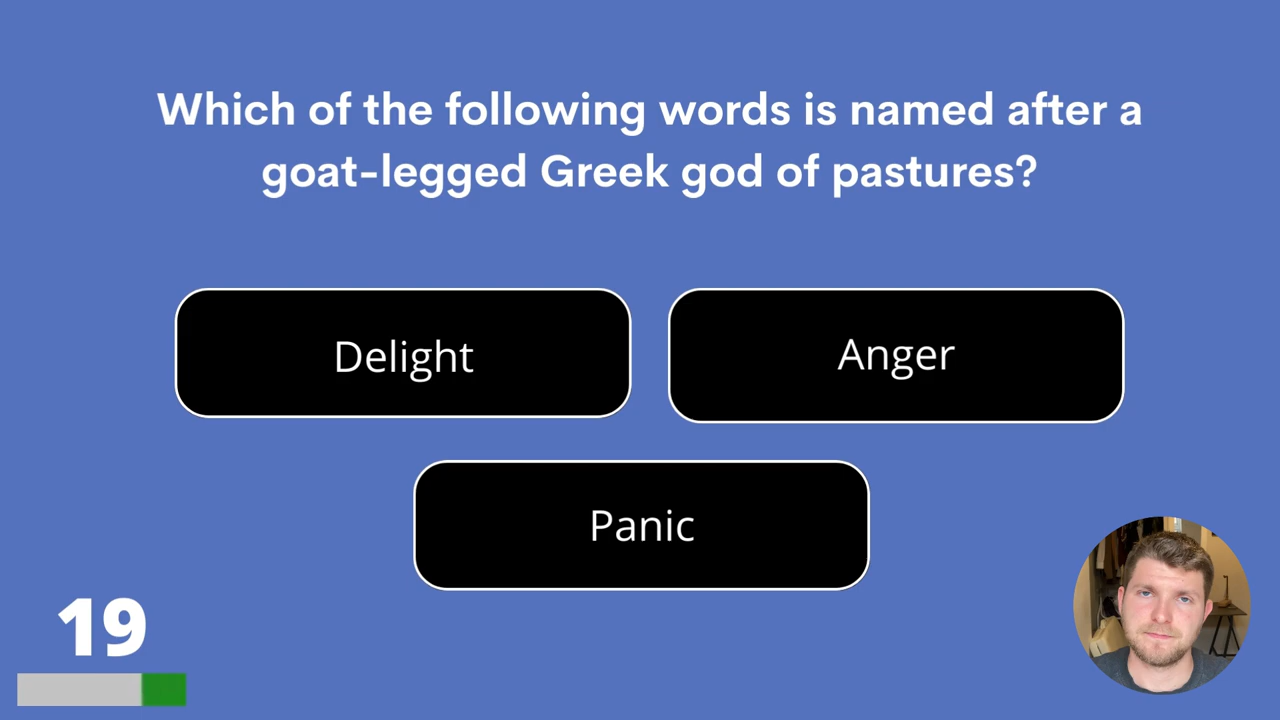 Which of the following words is named after a
goat-legged Greek god of pastures?
Delight
Anger
Panic
19